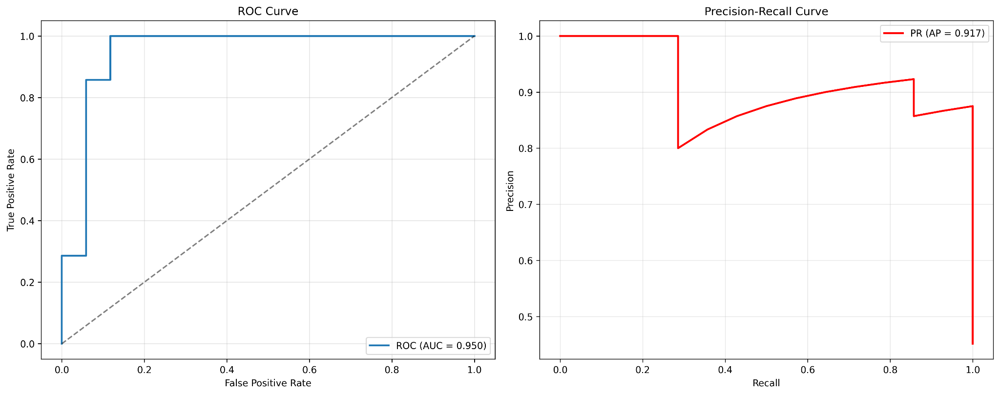 ROC Curve
True Positive Rate
1.0
0.8
0.6
0.4
0.2
0.0
ROC (AUC = 0.950)
0.0 0.2 0.4 0.6 0.8 1.0
False Positive Rate
Precision-Recall Curve
Precision
PR (AP = 0.917)
1.0
0.9
0.8
0.7
0.6
0.5
0.0 0.2 0.4 0.6 0.8 1.0
Recall